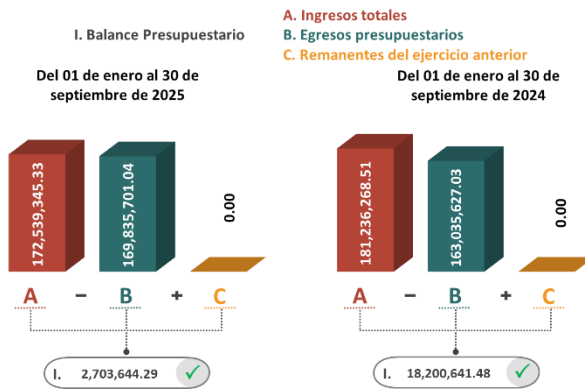 I. Balance Presupuestario
A. Ingresos totales
B. Egresos presupuestarios
C. Remanentes del ejercicio anterior
Del 01 de enero al 30 de
septiembre de 2025
172,539,345.33
169,835,701.04
0.00
A – B + C
I. 2,703,644.29
Del 01 de enero al 30 de
septiembre de 2024
181,236,268.51
163,035,627.03
0.00
A – B + C
I. 18,200,641.48